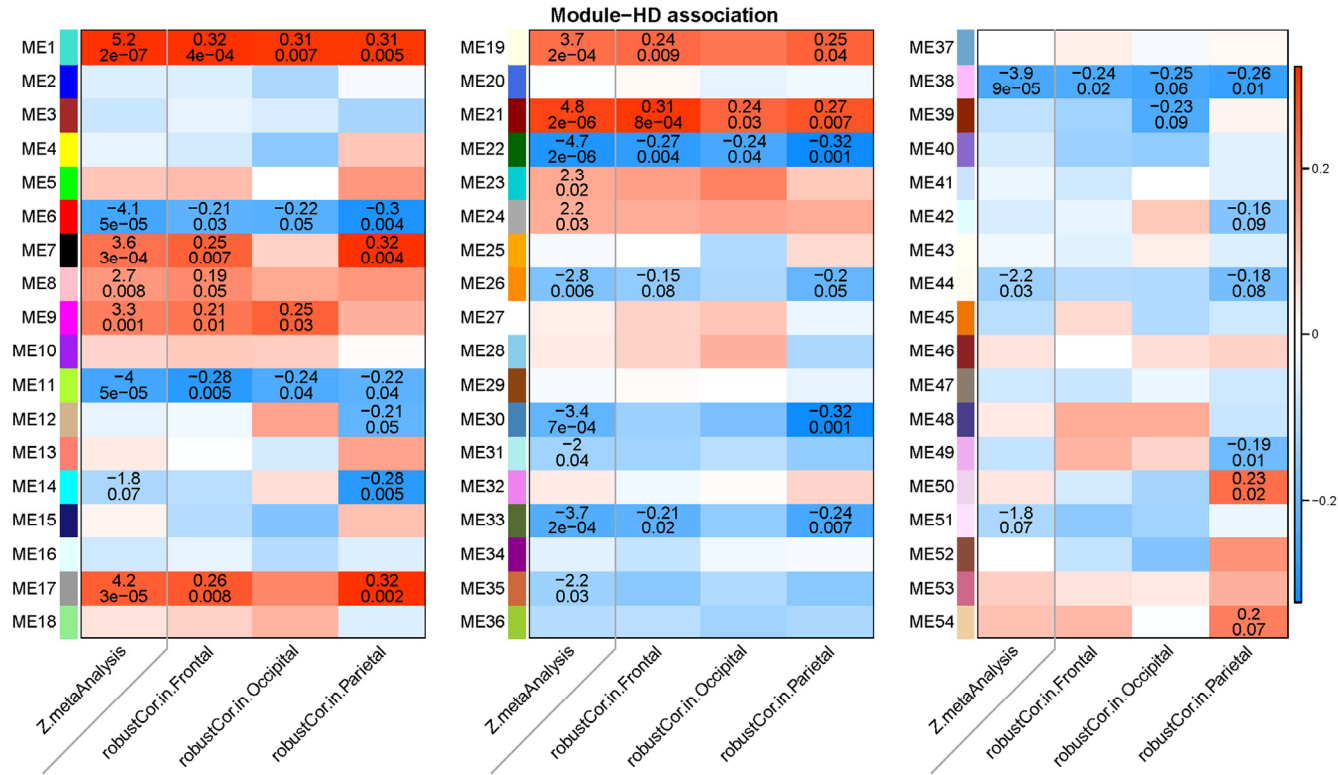 Module−HD association
ME1 5.2 0.32 0.31 0.31
2e−07 4e−04 0.007 0.005
ME2
ME3
ME4
ME5
ME6 −4.1 −0.21 −0.22 −0.3
5e−05 0.03 0.05 0.004
ME7 3.6 0.25 0.32
3e−04 0.007 0.004
ME8 2.7 0.19
0.008 0.05
ME9 3.3 0.21 0.25
0.001 0.01 0.03
ME10
ME11 −4 −0.28 −0.24 −0.22
5e−05 0.005 0.04 0.04
ME12 −0.21
0.05
ME13
ME14 −1.8 −0.28
0.07 0.005
ME15
ME16
ME17 4.2 0.26 0.32
3e−05 0.008 0.002
ME18
Z.metaAnalysis
robustCor.in.Frontal
robustCor.in.Occipital
robustCor.in.Parietal
ME19 3.7 0.24 0.25
2e−04 0.009 0.04
ME20
ME21 4.8 0.31 0.24 0.27
2e−06 8e−04 0.03 0.007
ME22 −4.7 −0.27 −0.24 −0.32
2e−06 0.004 0.04 0.001
ME23 2.3
0.02
ME24 2.2
0.03
ME25
ME26 −2.8 −0.15 −0.2
0.006 0.08 0.05
ME27
ME28
ME29
ME30 −3.4 −0.32
7e−04 0.001
ME31 −2
0.04
ME32
ME33 −3.7 −0.21 −0.24
2e−04 0.02 0.007
ME34
ME35 −2.2
0.03
ME36
Z.metaAnalysis
robustCor.in.Frontal
robustCor.in.Occipital
robustCor.in.Parietal
ME37
ME38 −3.9 −0.24 −0.25 −0.26
9e−05 0.02 0.06 0.01
ME39 −0.23
0.09
ME40
ME41
ME42 −0.16
0.09
ME43
ME44 −2.2 −0.18
0.03 0.08
ME45
ME46
ME47
ME48
ME49 −0.19
0.01
ME50 0.23
0.02
ME51 −1.8
0.07
ME52
ME53
ME54 0.2
0.07
Z.metaAnalysis
robustCor.in.Frontal
robustCor.in.Occipital
robustCor.in.Parietal
0.2
0
−0.2